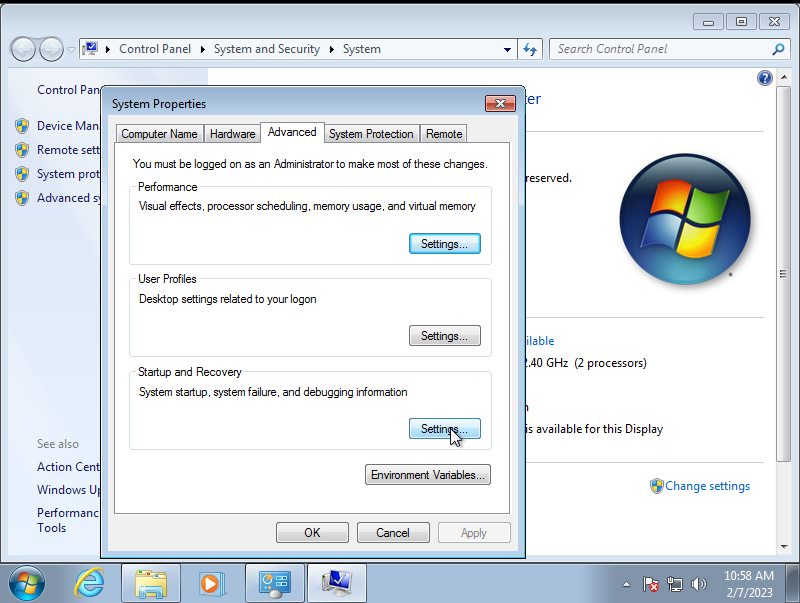 Control Panel
System and Security
System
Search Control Panel
Control Pan
Device Man
Remote sett
System prot
Advanced sy
See also
Action Cent
Windows Up
Performanc
Tools
System Properties
Computer Name
Hardware
Advanced
System Protection
Remote
You must be logged on as an Administrator to make most of these changes.
Performance
Visual effects, processor scheduling, memory usage, and virtual memory
Settings...
User Profiles
Desktop settings related to your logon
Settings...
Startup and Recovery
System startup, system failure, and debugging information
Settings...
Environment Variables...
OK
Cancel
Apply
ter
reserved.
ilable
2.40 GHz (2 processors)
is available for this Display
Change settings
10:58 AM
2/7/2023